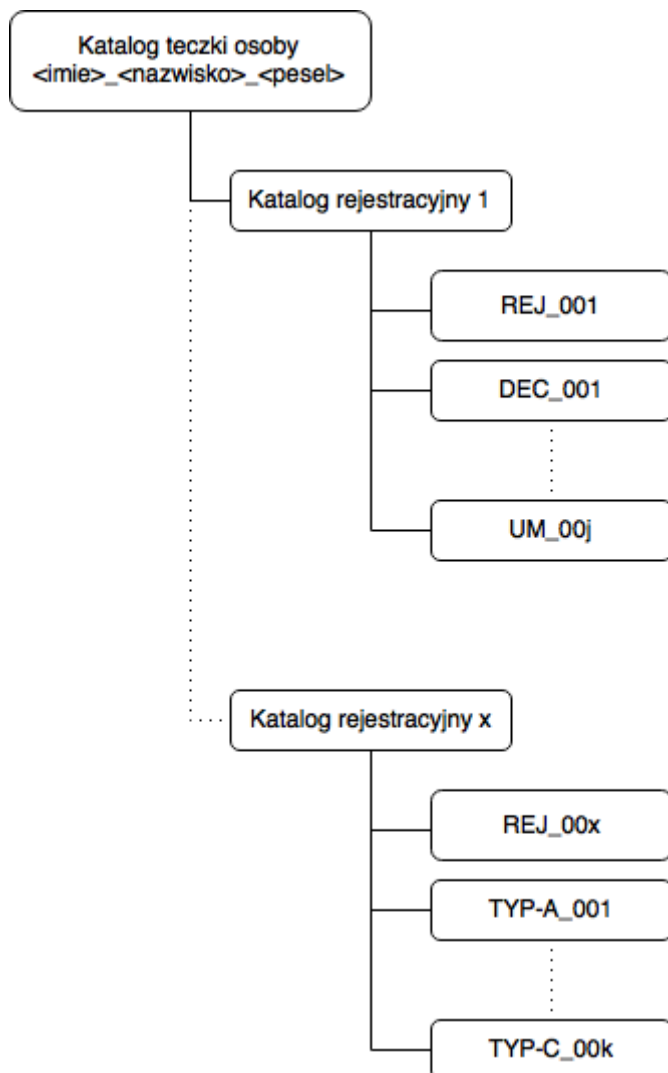 Katalog teczki osoby
<imie>_<nazwisko>_<pesel>
Katalog rejestracyjny 1
REJ_001
DEC_001
UM_00j
Katalog rejestracyjny x
REJ_00x
TYP-A_001
TYP-C_00k